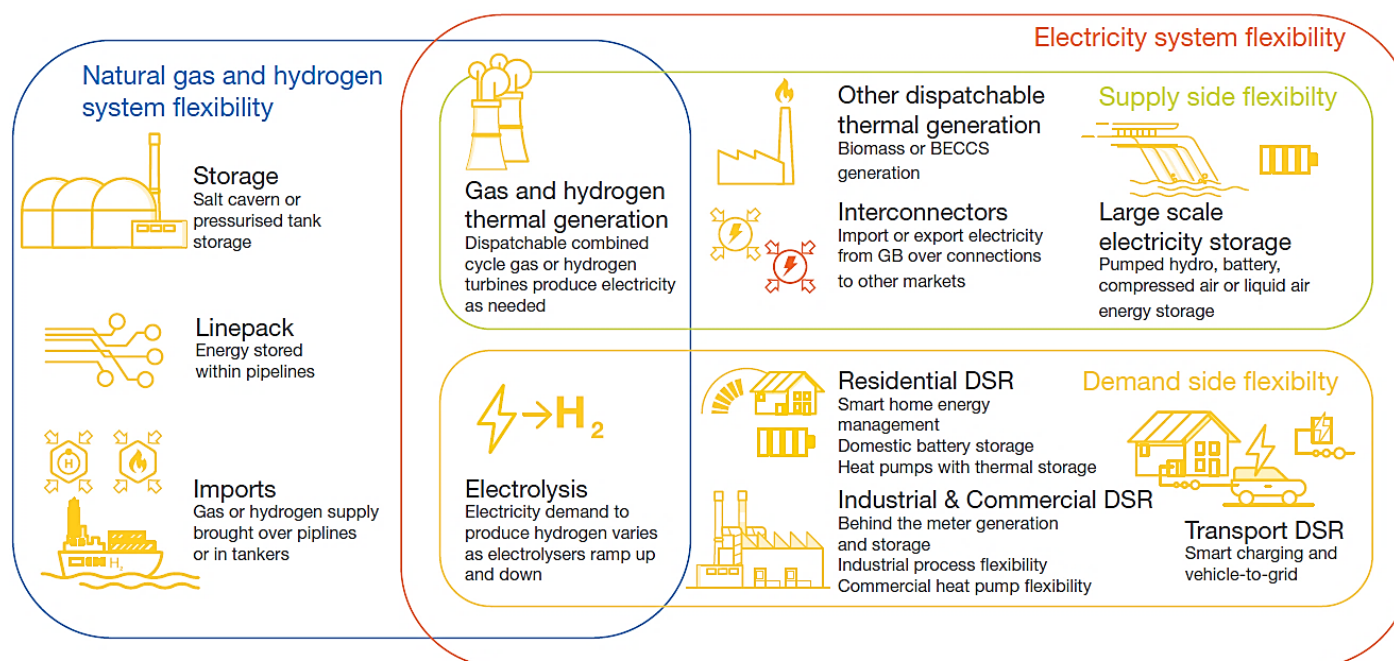 Natural gas and hydrogen
system flexibility
Storage
Salt cavern or
pressurised tank
storage
Linepack
Energy stored
within pipelines
H
Imports
Gas or hydrogen supply
brought over piplines
or in tankers
H₂
Electricity system flexibility
Supply side flexibilty
Gas and hydrogen
thermal generation
Dispatchable combined
cycle gas or hydrogen
turbines produce electricity
as needed
Other dispatchable
thermal generation
Biomass or BECCS
generation
Interconnectors
Import or export electricity
from GB over connections
to other markets
Large scale
electricity storage
Pumped hydro, battery,
compressed air or liquid air
energy storage
Demand side flexibilty
H₂
Electrolysis
Electricity demand to
produce hydrogen varies
as electrolysers ramp up
and down
Residential DSR
Smart home energy
management
Domestic battery storage
Heat pumps with thermal storage
Industrial & Commercial DSR
Behind the meter generation
and storage
Industrial process flexibility
Commercial heat pump flexibility
Transport DSR
Smart charging and
vehicle-to-grid